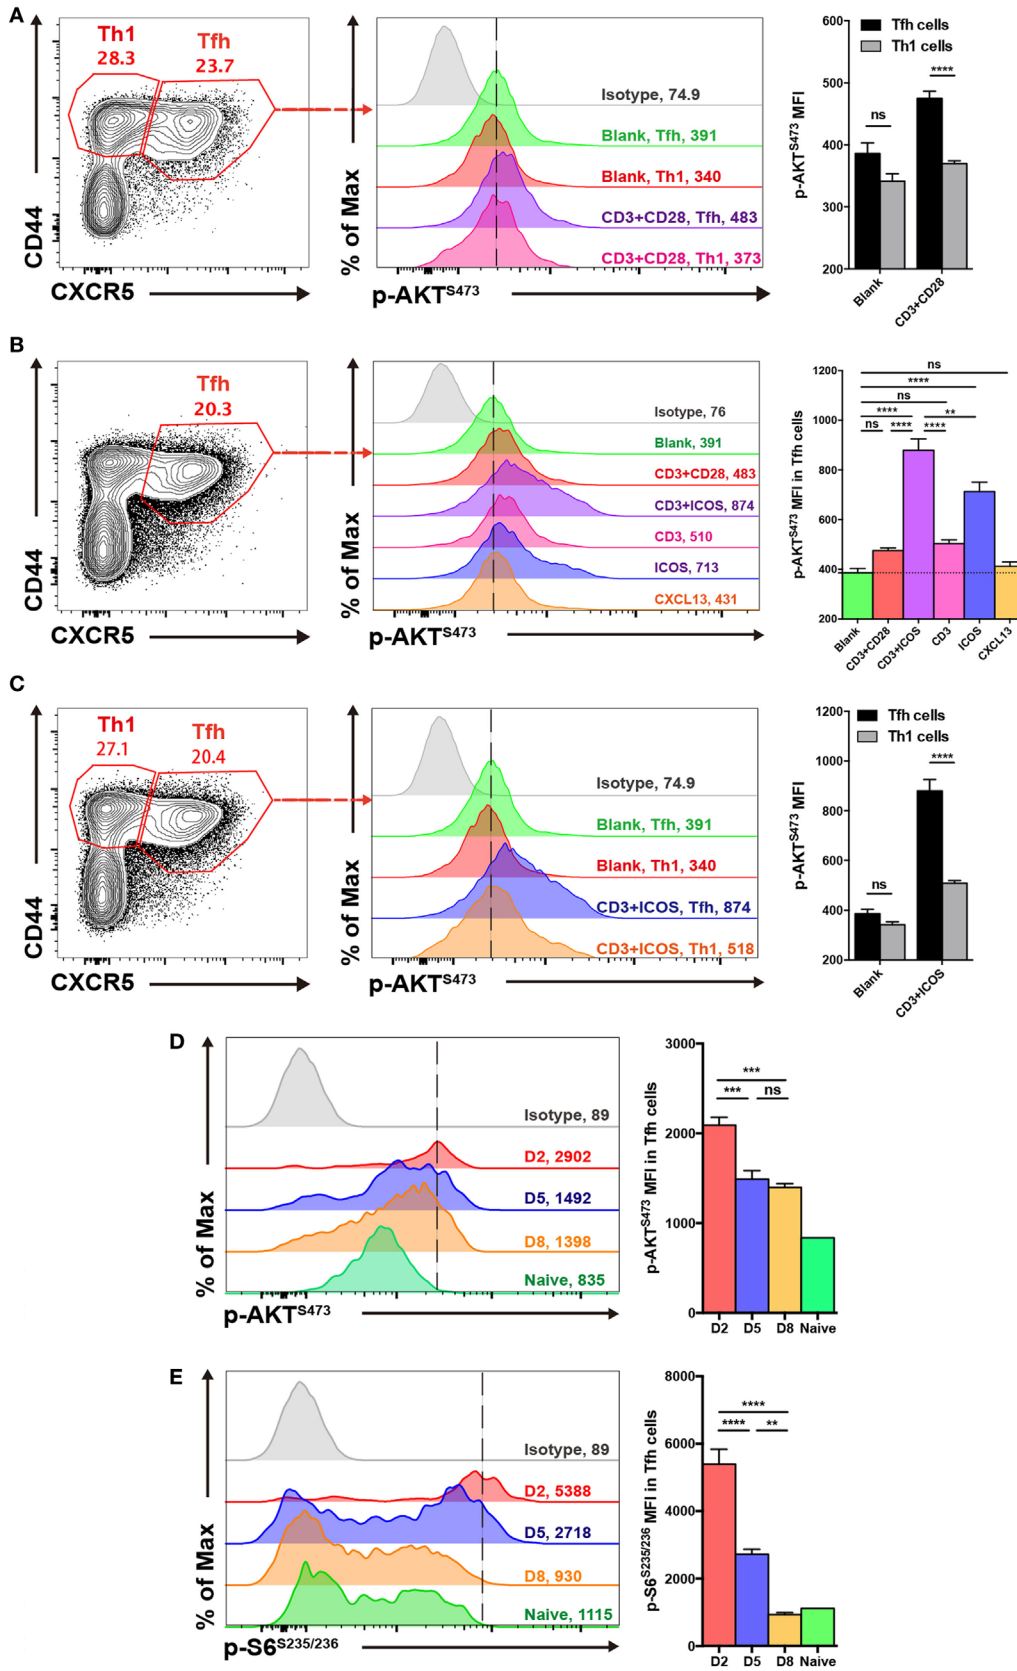 A
Th1
28.3
Tfh
23.7
CD44
CXCR5
% of Max
Isotype, 74.9
Blank, Tfh, 391
Blank, Th1, 340
CD3+CD28, Tfh, 483
CD3+CD28, Th1, 373
p-AKTS473
Tfh cells
Th1 cells
p-AKTS473 MFI
600
500
400
300
200
ns
****
Blank
CD3+CD28
B
Tfh
20.3
CD44
CXCR5
% of Max
Isotype, 76
Blank, 391
CD3+CD28, 483
CD3+ICOS, 874
CD3, 510
ICOS, 713
CXCL13, 431
p-AKTS473
p-AKTS473 MFI in Tfh cells
1200
1000
800
600
400
200
ns
****
ns
**** **
ns **** ****
Blank
CD3+CD28
CD3+ICOS
CD3
ICOS
CXCL13
C
Th1
27.1
Tfh
20.4
CD44
CXCR5
% of Max
Isotype, 74.9
Blank, Tfh, 391
Blank, Th1, 340
CD3+ICOS, Tfh, 874
CD3+ICOS, Th1, 518
p-AKTS473
Tfh cells
Th1 cells
p-AKTS473 MFI
1200
1000
800
600
400
200
ns
****
Blank
CD3+ICOS
D
% of Max
Isotype, 89
D2, 2902
D5, 1492
D8, 1398
Naive, 835
p-AKTS473
p-AKTS473 MFI in Tfh cells
3000
2000
1000
0
***
*** ns
D2 D5 D8 Naive
E
% of Max
Isotype, 89
D2, 5388
D5, 2718
D8, 930
Naive, 1115
p-S6S235/236
p-S6S235/236 MFI in Tfh cells
8000
6000
4000
2000
0
****
**** **
D2 D5 D8 Naive